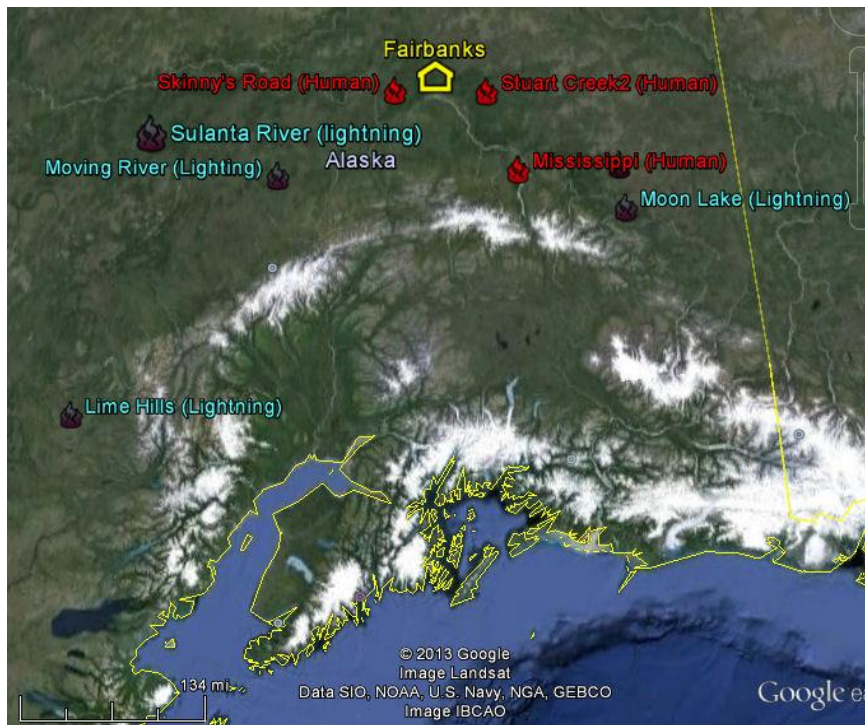 Fairbanks
Skinny's Road (Human)
Stuart Creek2 (Human)
Sulanta River (lightning)
Alaska
Moving River (Lighting)
Mississippi (Human)
Moon Lake (Lightning)
Lime Hills (Lightning)
© 2013 Google
Image Landsat
Data SIO, NOAA, U.S. Navy, NGA, GEBCO
Image IBCAO
134 mi
Google e